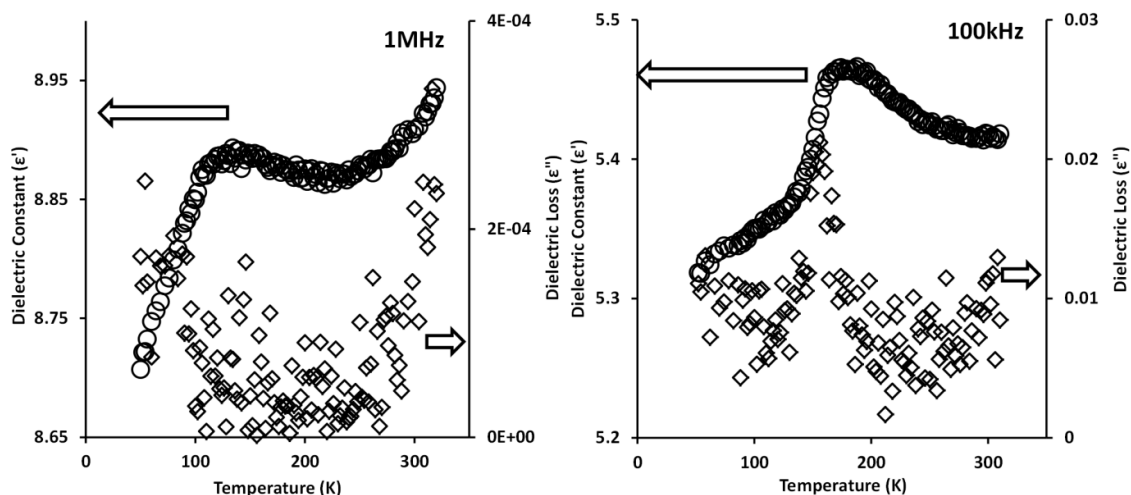 4E-04
1MHz
8.95
8.85
8.75
8.65
Dielectric Constant (ε')
2E-04
0E+00
Dielectric Loss (ε'')
0
100
200
300
Temperature (K)
5.5
0.03
100kHz
5.4
5.3
5.2
Dielectric Constant (ε')
0.02
0.01
0
Dielectric Loss (ε'')
0
100
200
300
400
Temperature (K)